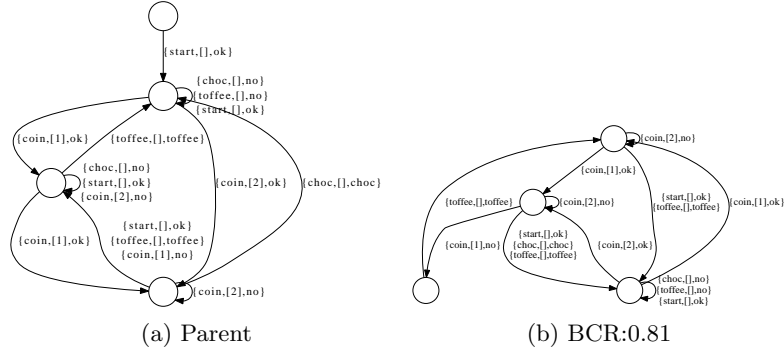 {start,[],ok}
{choc,[],no}
{toffee,[],no}
{start,[],ok}
{coin,[1],ok}
{toffee,[],toffee}
{choc,[],no}
{start,[],ok}
{coin,[2],no}
{coin,[2],ok}
{choc,[],choc}
{start,[],ok}
{toffee,[],toffee}
{coin,[1],no}
{coin,[1],ok}
{coin,[2],no}
(a) Parent
{coin,[2],no}
{coin,[1],ok}
{toffee,[],toffee}
{coin,[2],no}
{start,[],ok}
{toffee,[],toffee}
{coin,[1],ok}
{coin,[1],no}
{start,[],ok}
{choc,[],choc}
{toffee,[],toffee}
{coin,[2],ok}
{choc,[],no}
{toffee,[],no}
{start,[],ok}
(b) BCR:0.81